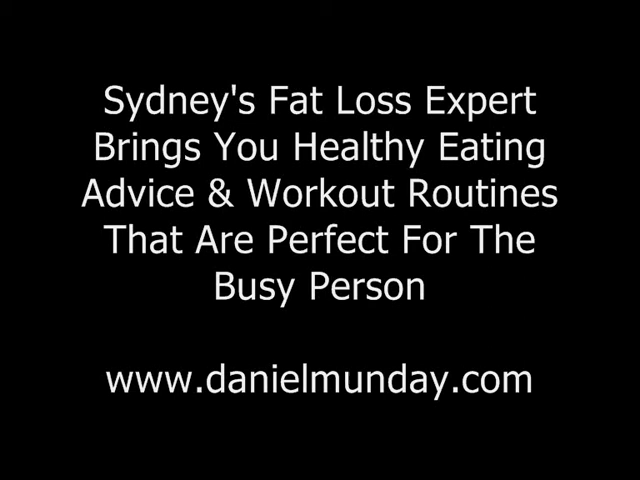 Sydney's Fat Loss Expert
Brings You Healthy Eating
Advice & Workout Routines
That Are Perfect For The
Busy Person
www.danielmunday.com